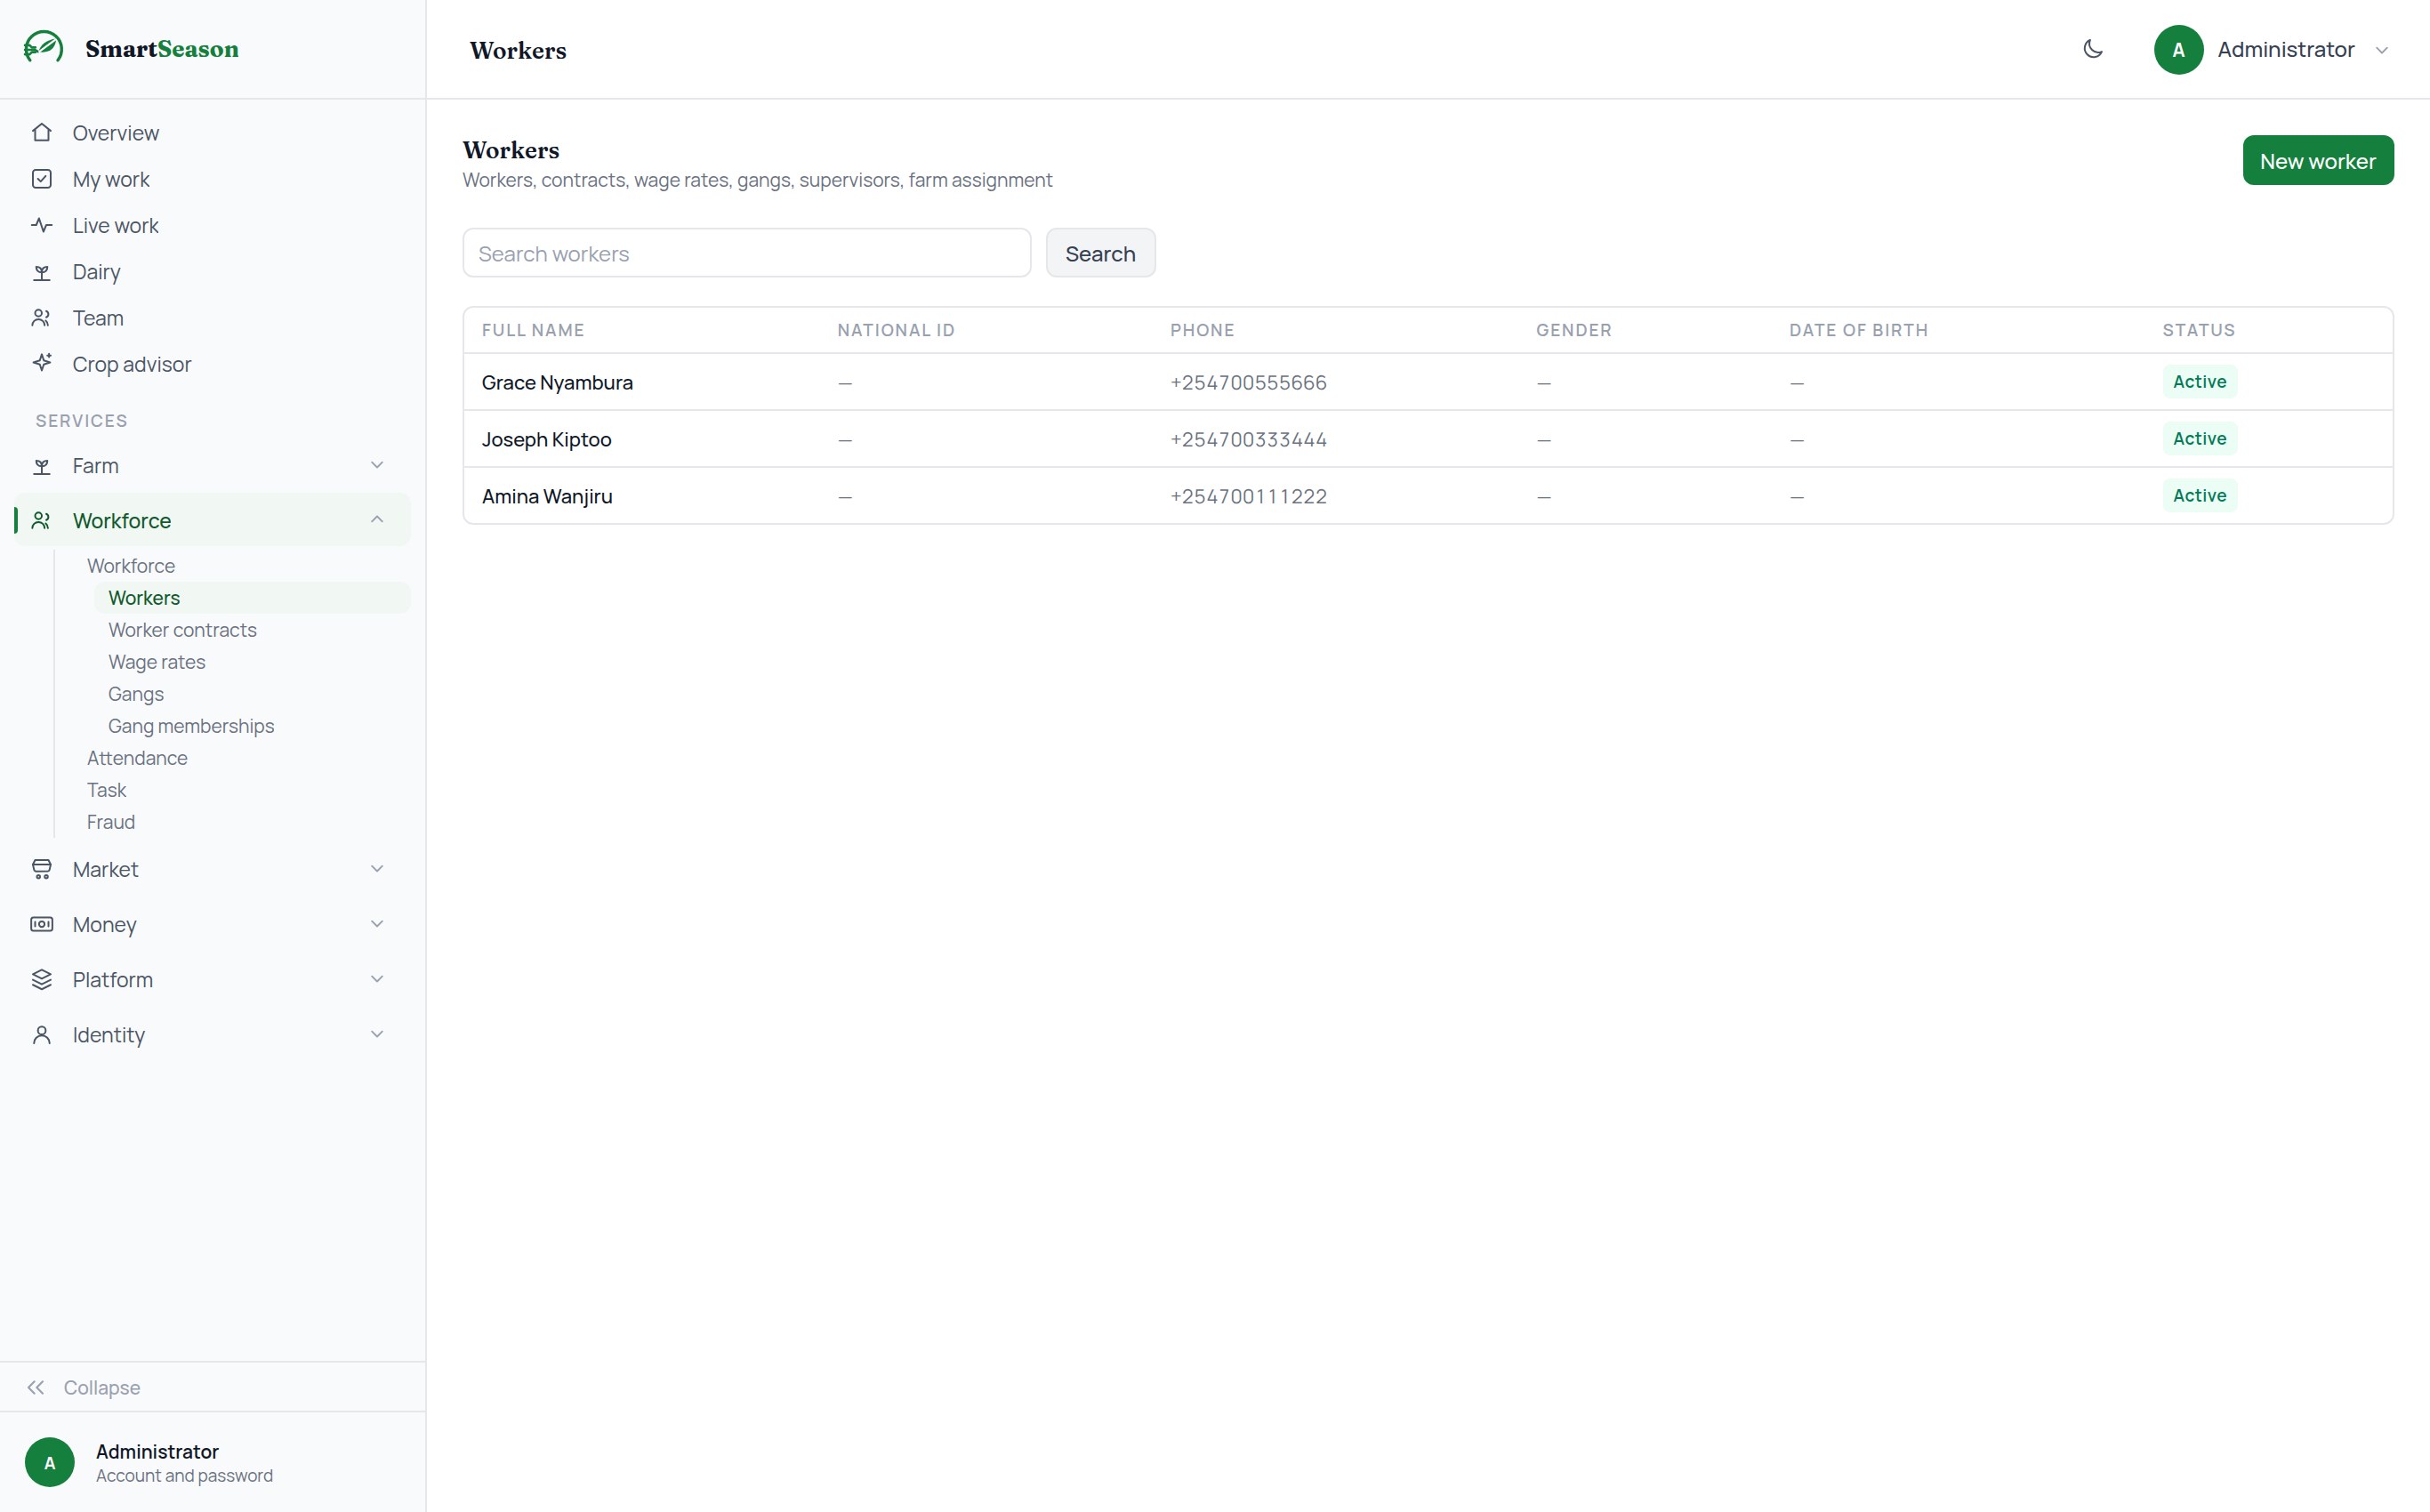 SmartSeason
Workers
A
Administrator
Overview
My work
Live work
Dairy
Team
Crop advisor
SERVICES
Farm
Workforce
Workforce
Workers
Worker contracts
Wage rates
Gangs
Gang memberships
Attendance
Task
Fraud
Market
Money
Platform
Identity
Collapse
A
Administrator
Account and password
Workers
Workers, contracts, wage rates, gangs, supervisors, farm assignment
New worker
Search workers
Search
FULL NAME NATIONAL ID PHONE GENDER DATE OF BIRTH STATUS
Grace Nyambura — +254700555666 — — Active
Joseph Kiptoo — +254700333444 — — Active
Amina Wanjiru — +254700111222 — — Active